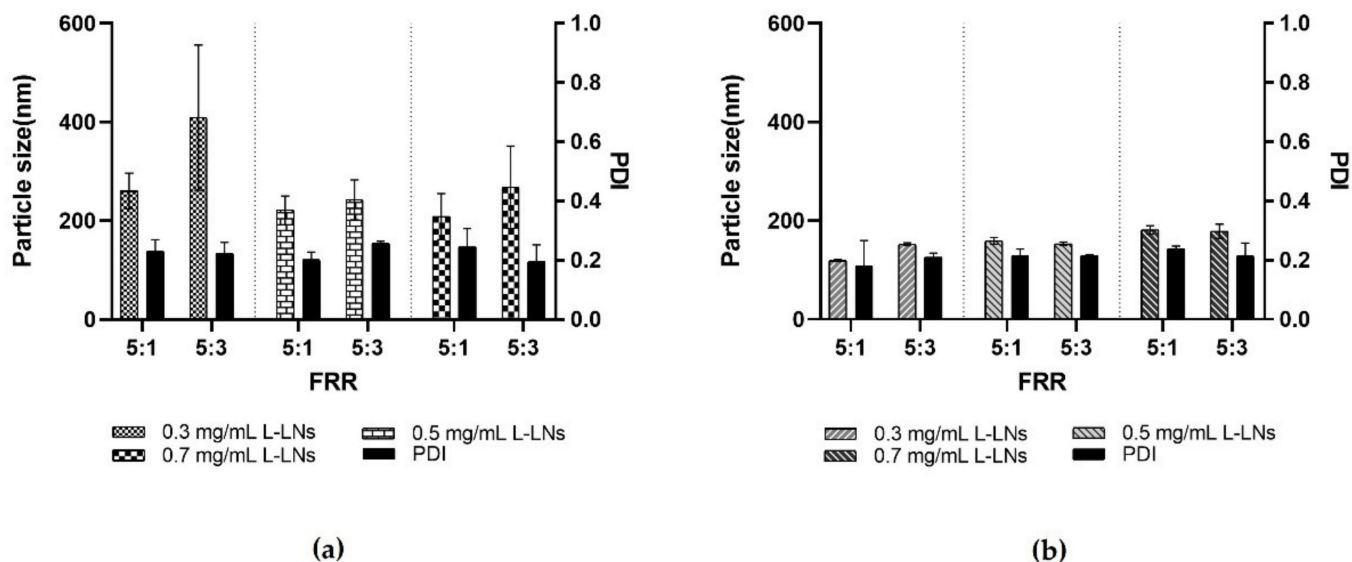 600
400
200
0
Particle size(nm)
1.0
0.8
0.6
0.4
0.2
0.0
PDI
5:1 5:3 5:1 5:3 5:1 5:3
FRR
0.3 mg/mL L-LNs 0.5 mg/mL L-LNs
0.7 mg/mL L-LNs PDI
(a)
600
400
200
0
Particle size(nm)
1.0
0.8
0.6
0.4
0.2
0.0
PDI
5:1 5:3 5:1 5:3 5:1 5:3
FRR
0.3 mg/mL L-LNs 0.5 mg/mL L-LNs
0.7 mg/mL L-LNs PDI
(b)